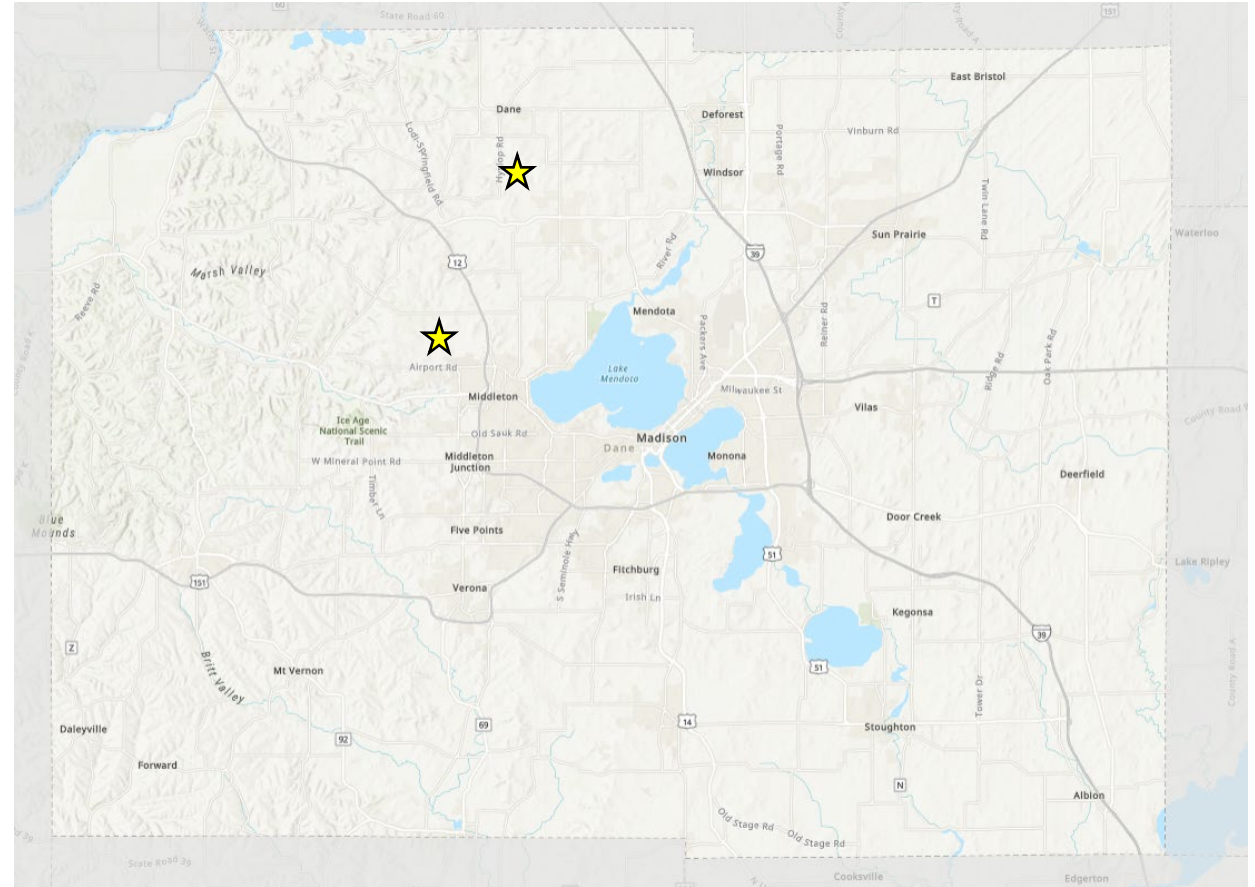 60
State Road 60
151
East Bristol
Dane
Deforest
Vinburn Rd
Lodi-Springfield Rd
Portage Rd
Windsor
Twin Lane Rd
Sun Prairie
Waterloo
River Rd
39
12
Marsh Valley
Reeve Rd
T
Mendota
Packers Ave
Reiner Rd
Oak Park Rd
Ridge Rd
Airport Rd
Lake
Mendota
Milwaukee St
Middleton
Vilas
Ice Age
National Scenic
Trail
Old Sauk Rd
Dane
Madison
Monona
W Mineral Point Rd
Middleton
Junction
Timber Ln
Deerfield
Door Creek
Blue
Mounds
Five Points
S Seminole Hwy
51
Fitchburg
Lake Ripley
151
Verona
Irish Ln
Kegonsa
39
Z
Britt Valley
Mt Vernon
51
Tower Dr
County Road A
Daleyville
69
14
Stoughton
92
Forward
N
Albion
Old Stage Rd
Old Stage Rd
State Road 39
Cooksville
Edgerton